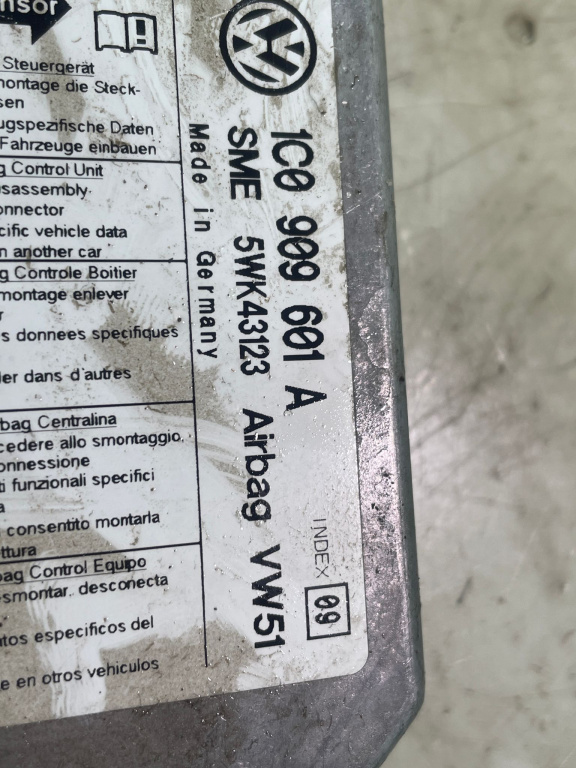 nsor
Steuergerät
montage die Steck-
sen
ugspezifische Daten
Fahrzeuge einbauen
g Control Unit
sassembly
onnector
cific vehicle data
n another car
g Controle Boitier
montage enlever
r
s donnees specifiques
ler dans d'autres
bag Centralina
cedere allo smontaggio
onnessione
ti funzionali specifici
a
consentito montarla
ttura
bag Control Equipo
smontar. desconecta
tos especificos del
e en otros vehiculos
1C0 909 601 A
SME 5WK43123 Airbag VW51
Made in Germany
INDEX 09